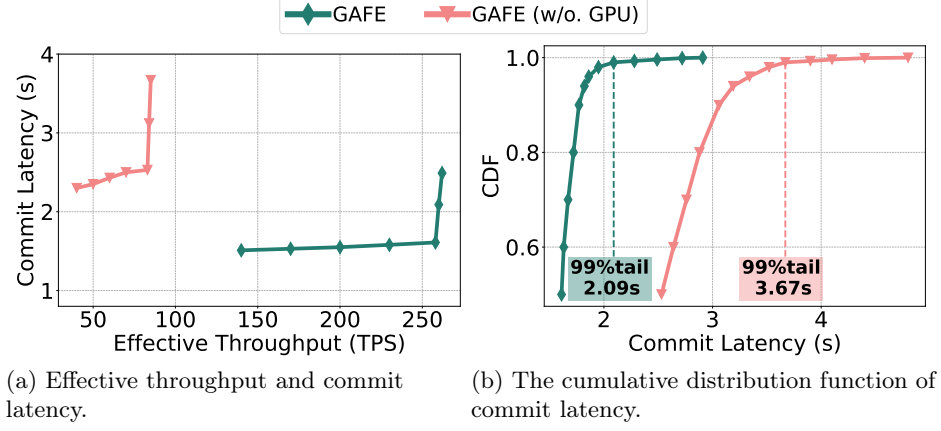 GAFE GAFE (w/o. GPU)
4
3
2
1
Commit Latency (s)
50 100 150 200 250
Effective Throughput (TPS)
(a) Effective throughput and commit
latency.
1.0
0.8
0.6
CDF
99%tail
2.09s
99%tail
3.67s
2 3 4
Commit Latency (s)
(b) The cumulative distribution function of
commit latency.